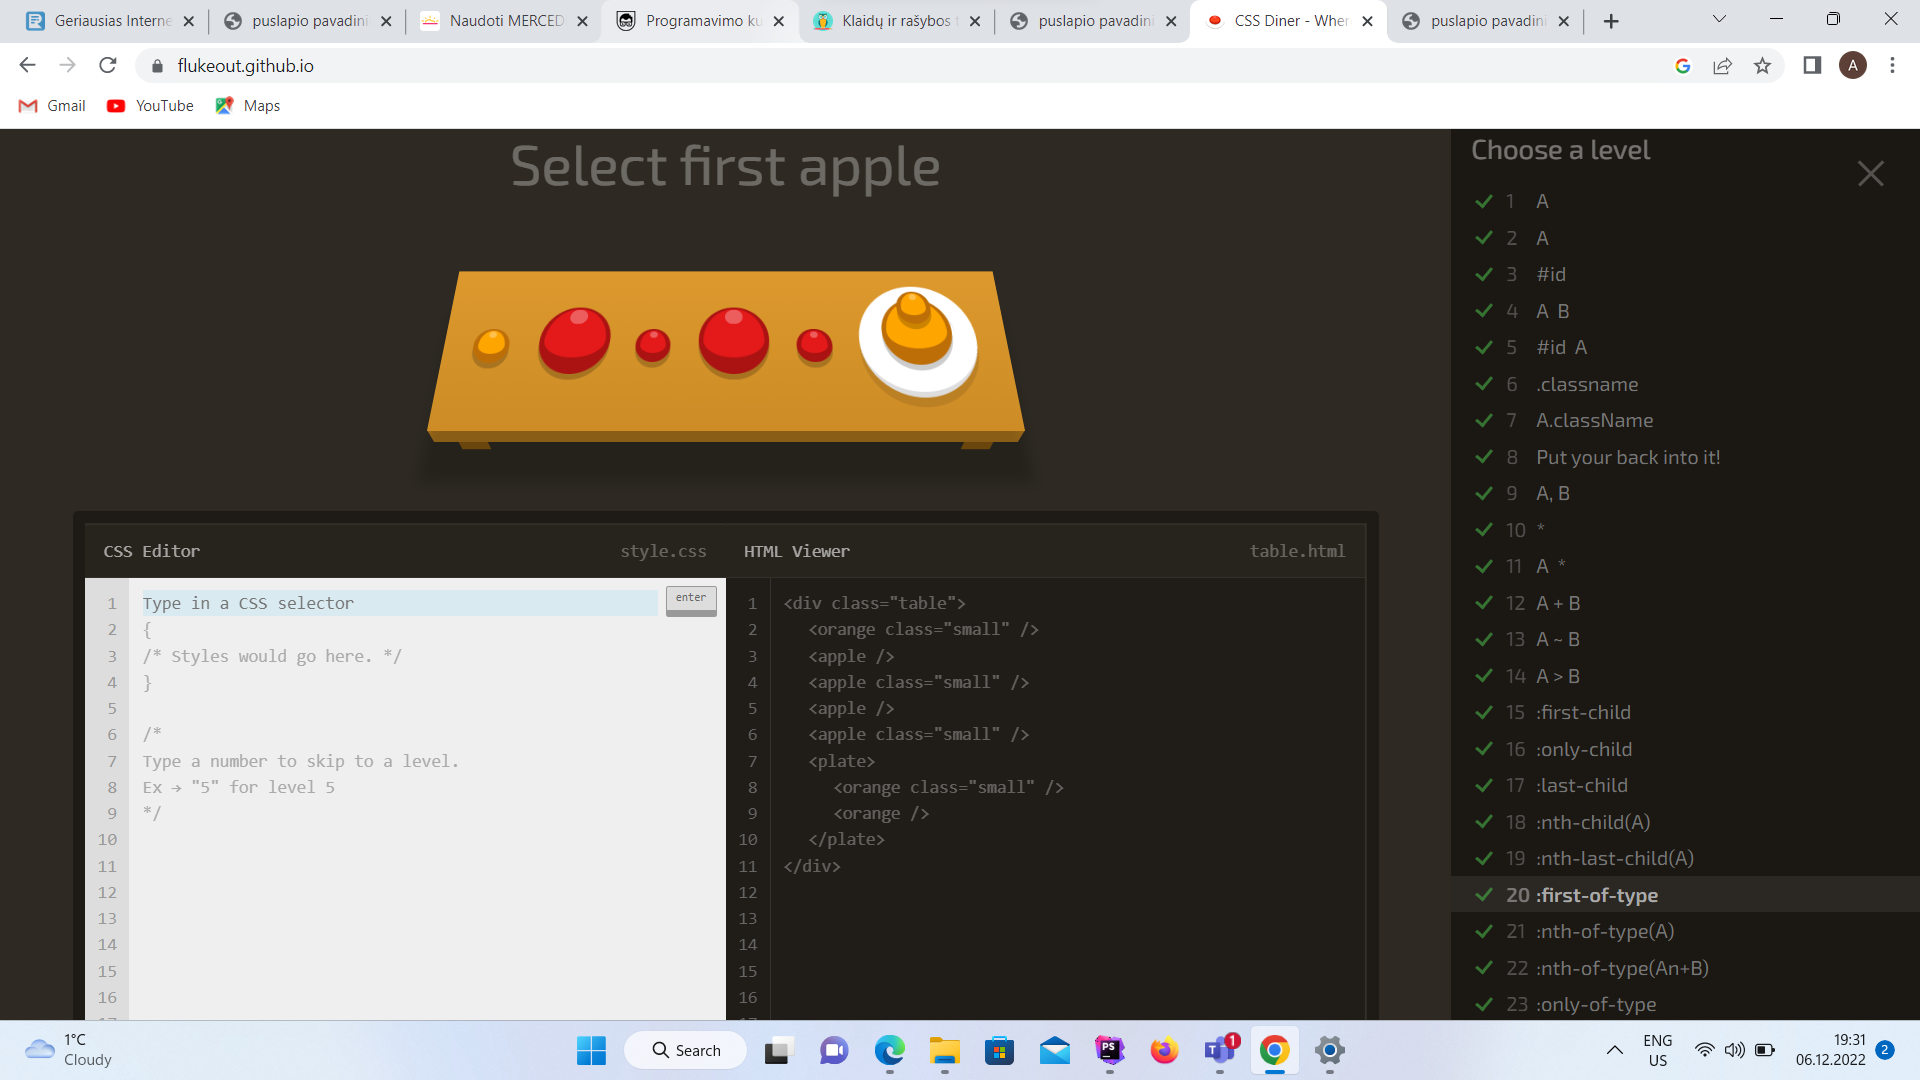 Geriausias Interne
puslapio pavadini
Naudoti MERCED
Programavimo ku
Klaidų ir rašybos t
puslapio pavadini
CSS Diner - Wher
puslapio pavadini
flukeout.github.io
A
Gmail
YouTube
Maps
Select first apple
CSS Editor
style.css
1 Type in a CSS selector
enter
2 {
3 /* Styles would go here. */
4 }
5
6 /*
7 Type a number to skip to a level.
8 Ex → "5" for level 5
9 */
10
11
12
13
14
15
16
HTML Viewer
table.html
1 <div class="table">
2 <orange class="small" />
3 <apple />
4 <apple class="small" />
5 <apple />
6 <apple class="small" />
7 <plate>
8 <orange class="small" />
9 <orange />
10 </plate>
11 </div>
12
13
14
15
16
Choose a level
1 A
2 A
3 #id
4 A B
5 #id A
6 .classname
7 A.className
8 Put your back into it!
9 A, B
10 *
11 A *
12 A + B
13 A ~ B
14 A > B
15 :first-child
16 :only-child
17 :last-child
18 :nth-child(A)
19 :nth-last-child(A)
20 :first-of-type
21 :nth-of-type(A)
22 :nth-of-type(An+B)
23 :only-of-type
1°C
Cloudy
Search
PS
1
ENG
US
19:31
06.12.2022
2